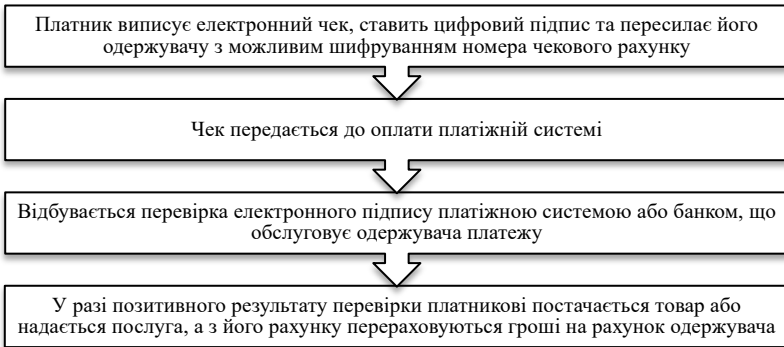 Платник виписує електронний чек, ставить цифровий підпис та пересилає його
одержувачу з можливим шифруванням номера чекового рахунку
Чек передається до оплати платіжній системі
Відбувається перевірка електронного підпису платіжною системою або банком, що
обслуговує одержувача платежу
У разі позитивного результату перевірки платникові постачається товар або
надається послуга, а з його рахунку перераховуються гроші на рахунок одержувача